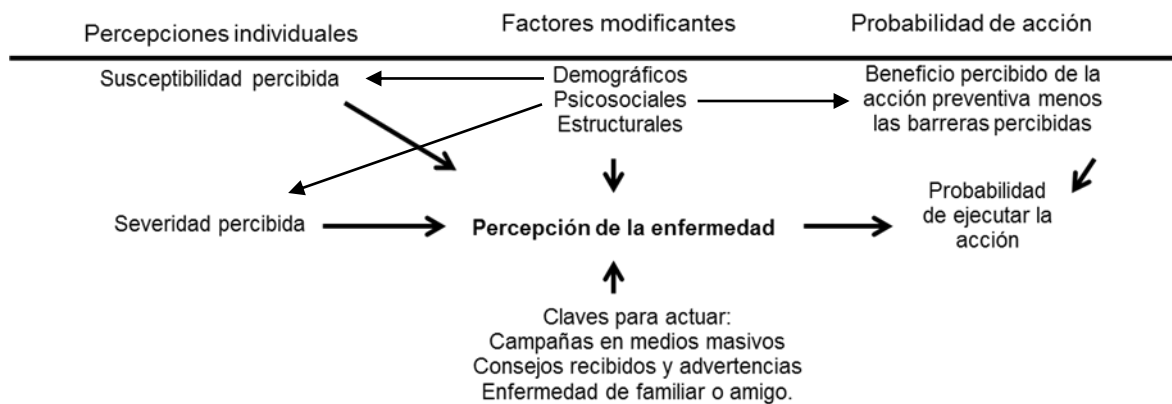 Percepciones individuales
Factores modificantes
Probabilidad de acción
Susceptibilidad percibida
Demográficos
Psicosociales
Estructurales
Beneficio percibido de la
acción preventiva menos
las barreras percibidas
Severidad percibida
Percepción de la enfermedad
Probabilidad
de ejecutar la
acción
Claves para actuar:
Campañas en medios masivos
Consejos recibidos y advertencias
Enfermedad de familiar o amigo.